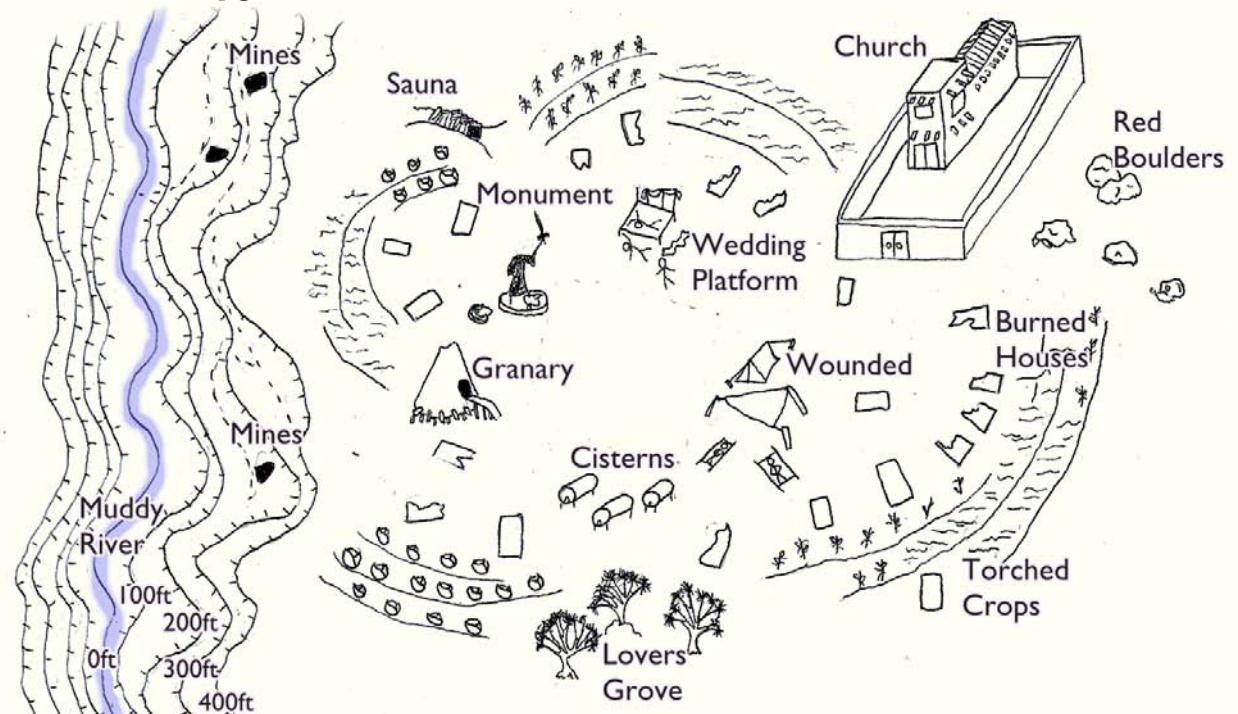 Mines
Church
Sauna
Red
Boulders
Monument
Wedding
Platform
Burned
Houses
Granary
Wounded
Mines
Cisterns
Muddy
River
100ft
200ft
0ft
300ft
400ft
Torched
Crops
Lovers
Grove